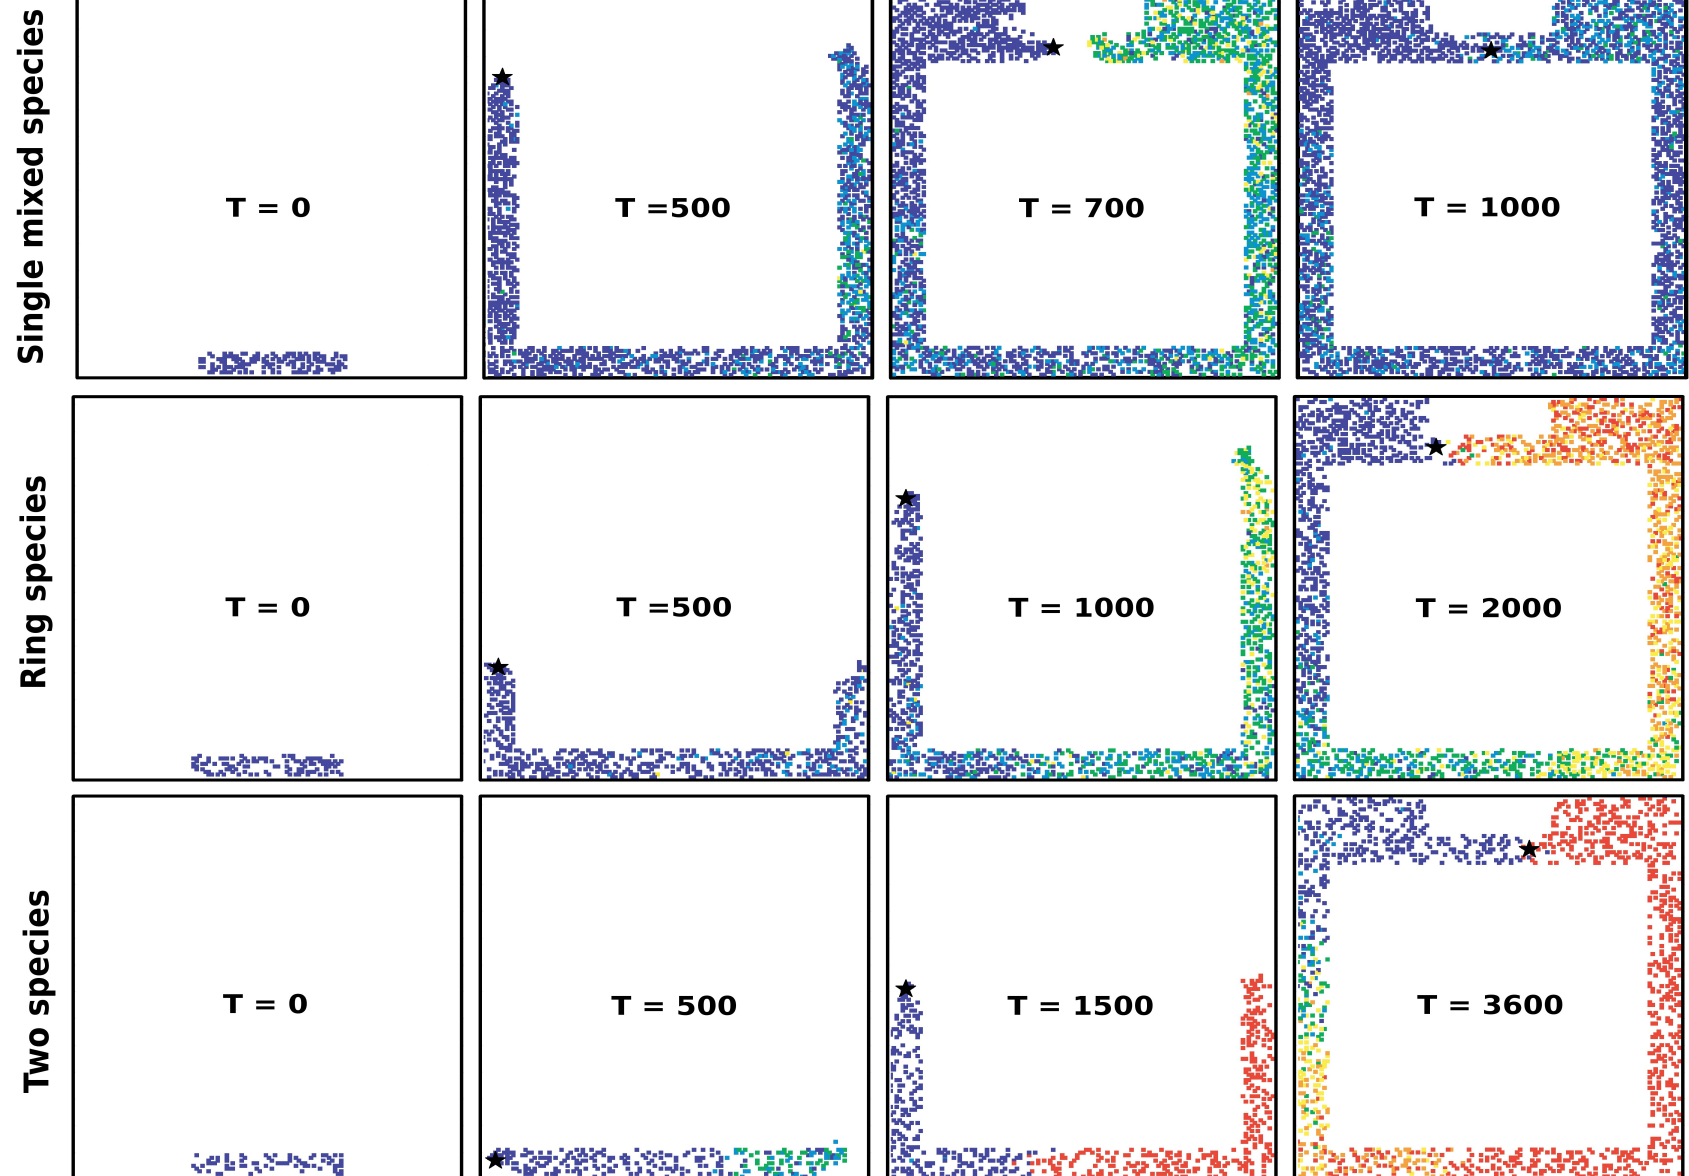 Single mixed species
T = 0
T =500
T = 700
T = 1000
Ring species
T = 0
T =500
T = 1000
T = 2000
Two species
T = 0
T = 500
T = 1500
T = 3600